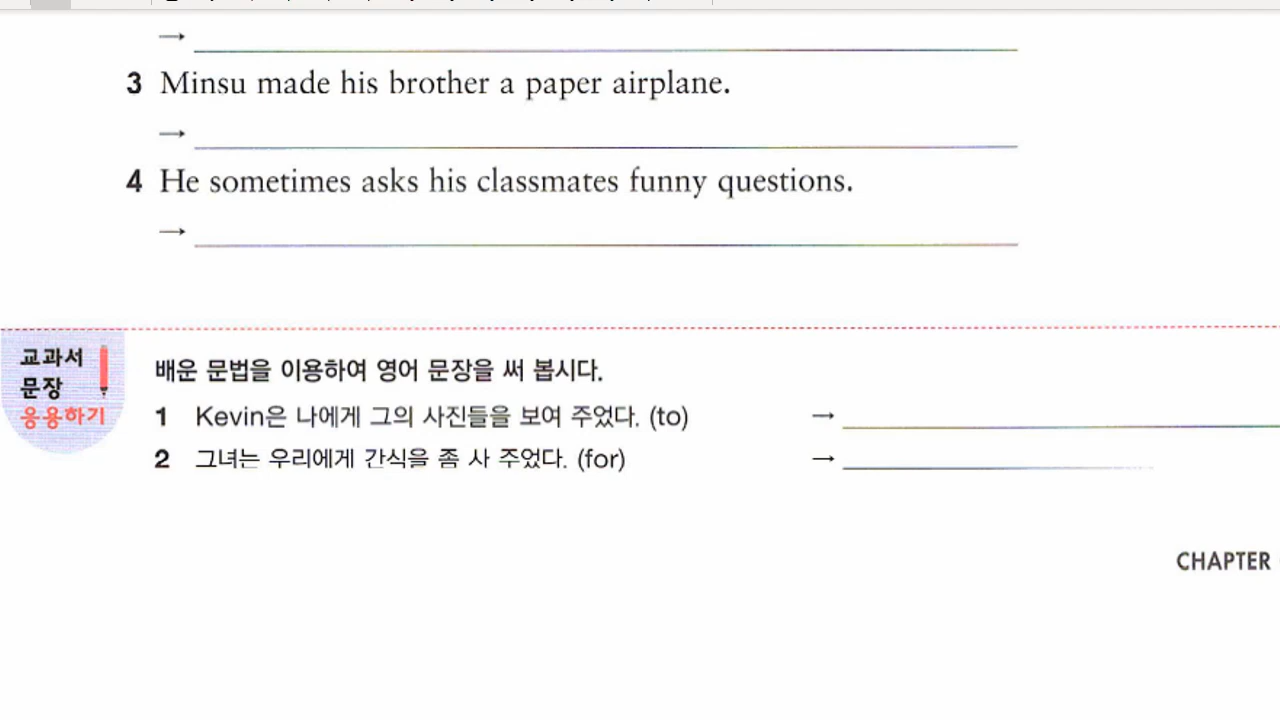 →
3 Minsu made his brother a paper airplane.
→
4 He sometimes asks his classmates funny questions.
→
교과서
문장
응용하기
배운 문법을 이용하여 영어 문장을 써 봅시다.
1 Kevin은 나에게 그의 사진들을 보여 주었다. (to) →
2 그녀는 우리에게 간식을 좀 사 주었다. (for) →
CHAPTER